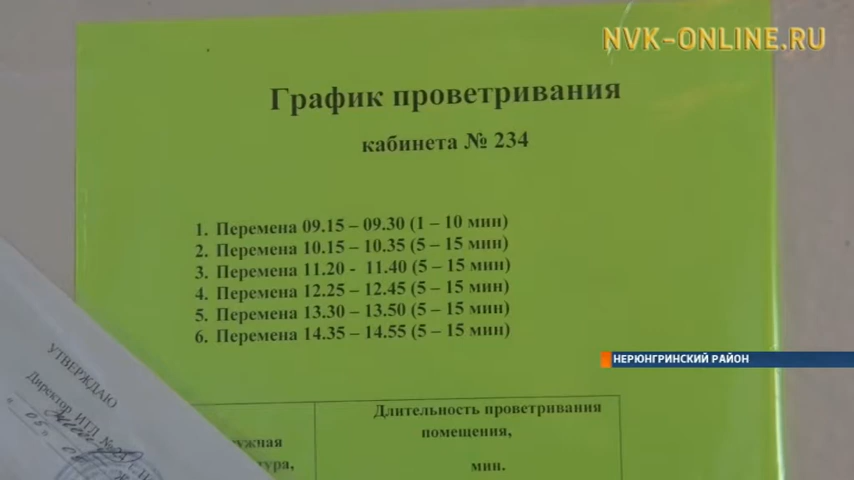 NVK-ONLINE.RU
График проветривания
кабинета № 234
1. Перемена 09.15 – 09.30 (1 – 10 мин)
2. Перемена 10.15 – 10.35 (5 – 15 мин)
3. Перемена 11.20 - 11.40 (5 – 15 мин)
4. Перемена 12.25 – 12.45 (5 – 15 мин)
5. Перемена 13.30 – 13.50 (5 – 15 мин)
6. Перемена 14.35 – 14.55 (5 – 15 мин)
НЕРЮНГРИНСКИЙ РАЙОН
УТВЕРЖДАЮ
Директор ИТЛ
Длительность проветривания
помещения,
мин.